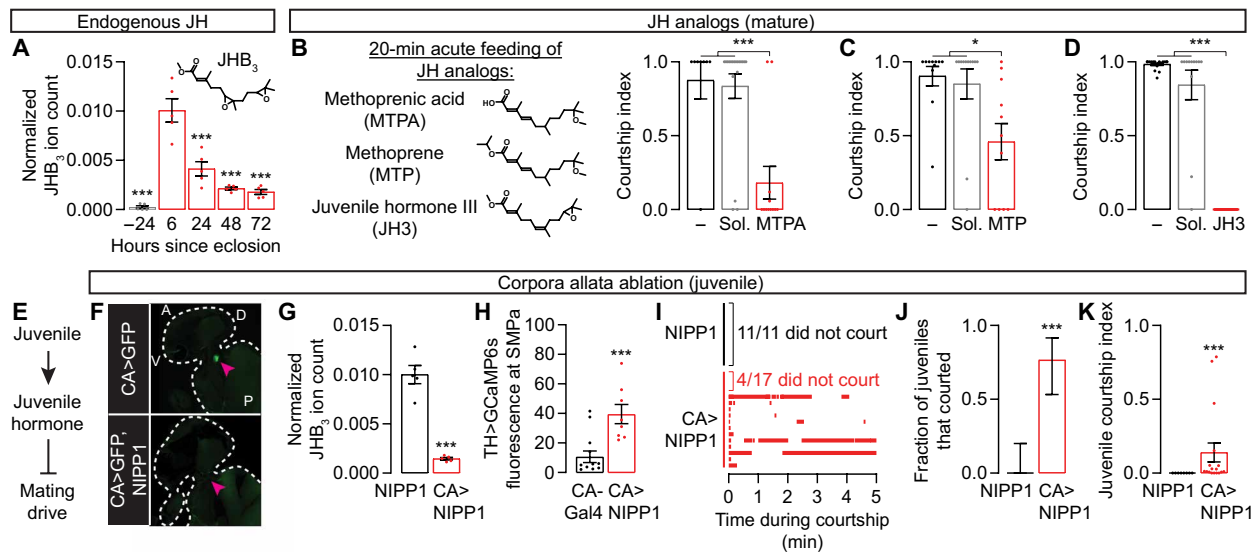 Endogenous JH
JH analogs (mature)
A
Normalized
JHB3 ion count
0.015
0.010
0.005
0.000
JHB3
***
***
***
***
−24 6 24 48 72
Hours since eclosion
B
20-min acute feeding of
JH analogs:
Methoprenic acid
(MTPA)
HO O O
Methoprene
(MTP)
O O O
Juvenile hormone III
(JH3)
O O O
Courtship index
1.0
0.5
0.0
***
– Sol. MTPA
C
Courtship index
1.0
0.5
0.0
*
– Sol. MTP
D
Courtship index
1.0
0.5
0.0
***
– Sol. JH3
Corpora allata ablation (juvenile)
E
Juvenile
Juvenile
hormone
Mating
drive
F
CA>GFP
CA>GFP,
NIPP1
A
D
V
P
G
Normalized
JHB3 ion count
0.015
0.010
0.005
0.000
***
NIPP1 CA>
NIPP1
H
TH>GCaMP6s
fluorescence at SMPa
100
80
60
40
20
0
***
CA- CA>
Gal4 NIPP1
I
NIPP1
11/11 did not court
4/17 did not court
CA>
NIPP1
0 1 2 3 4 5
Time during courtship
(min)
J
Fraction of juveniles
that courted
1.0
0.5
0.0
***
NIPP1 CA>
NIPP1
K
Juvenile courtship index
1.0
0.5
0.0
***
NIPP1 CA>
NIPP1